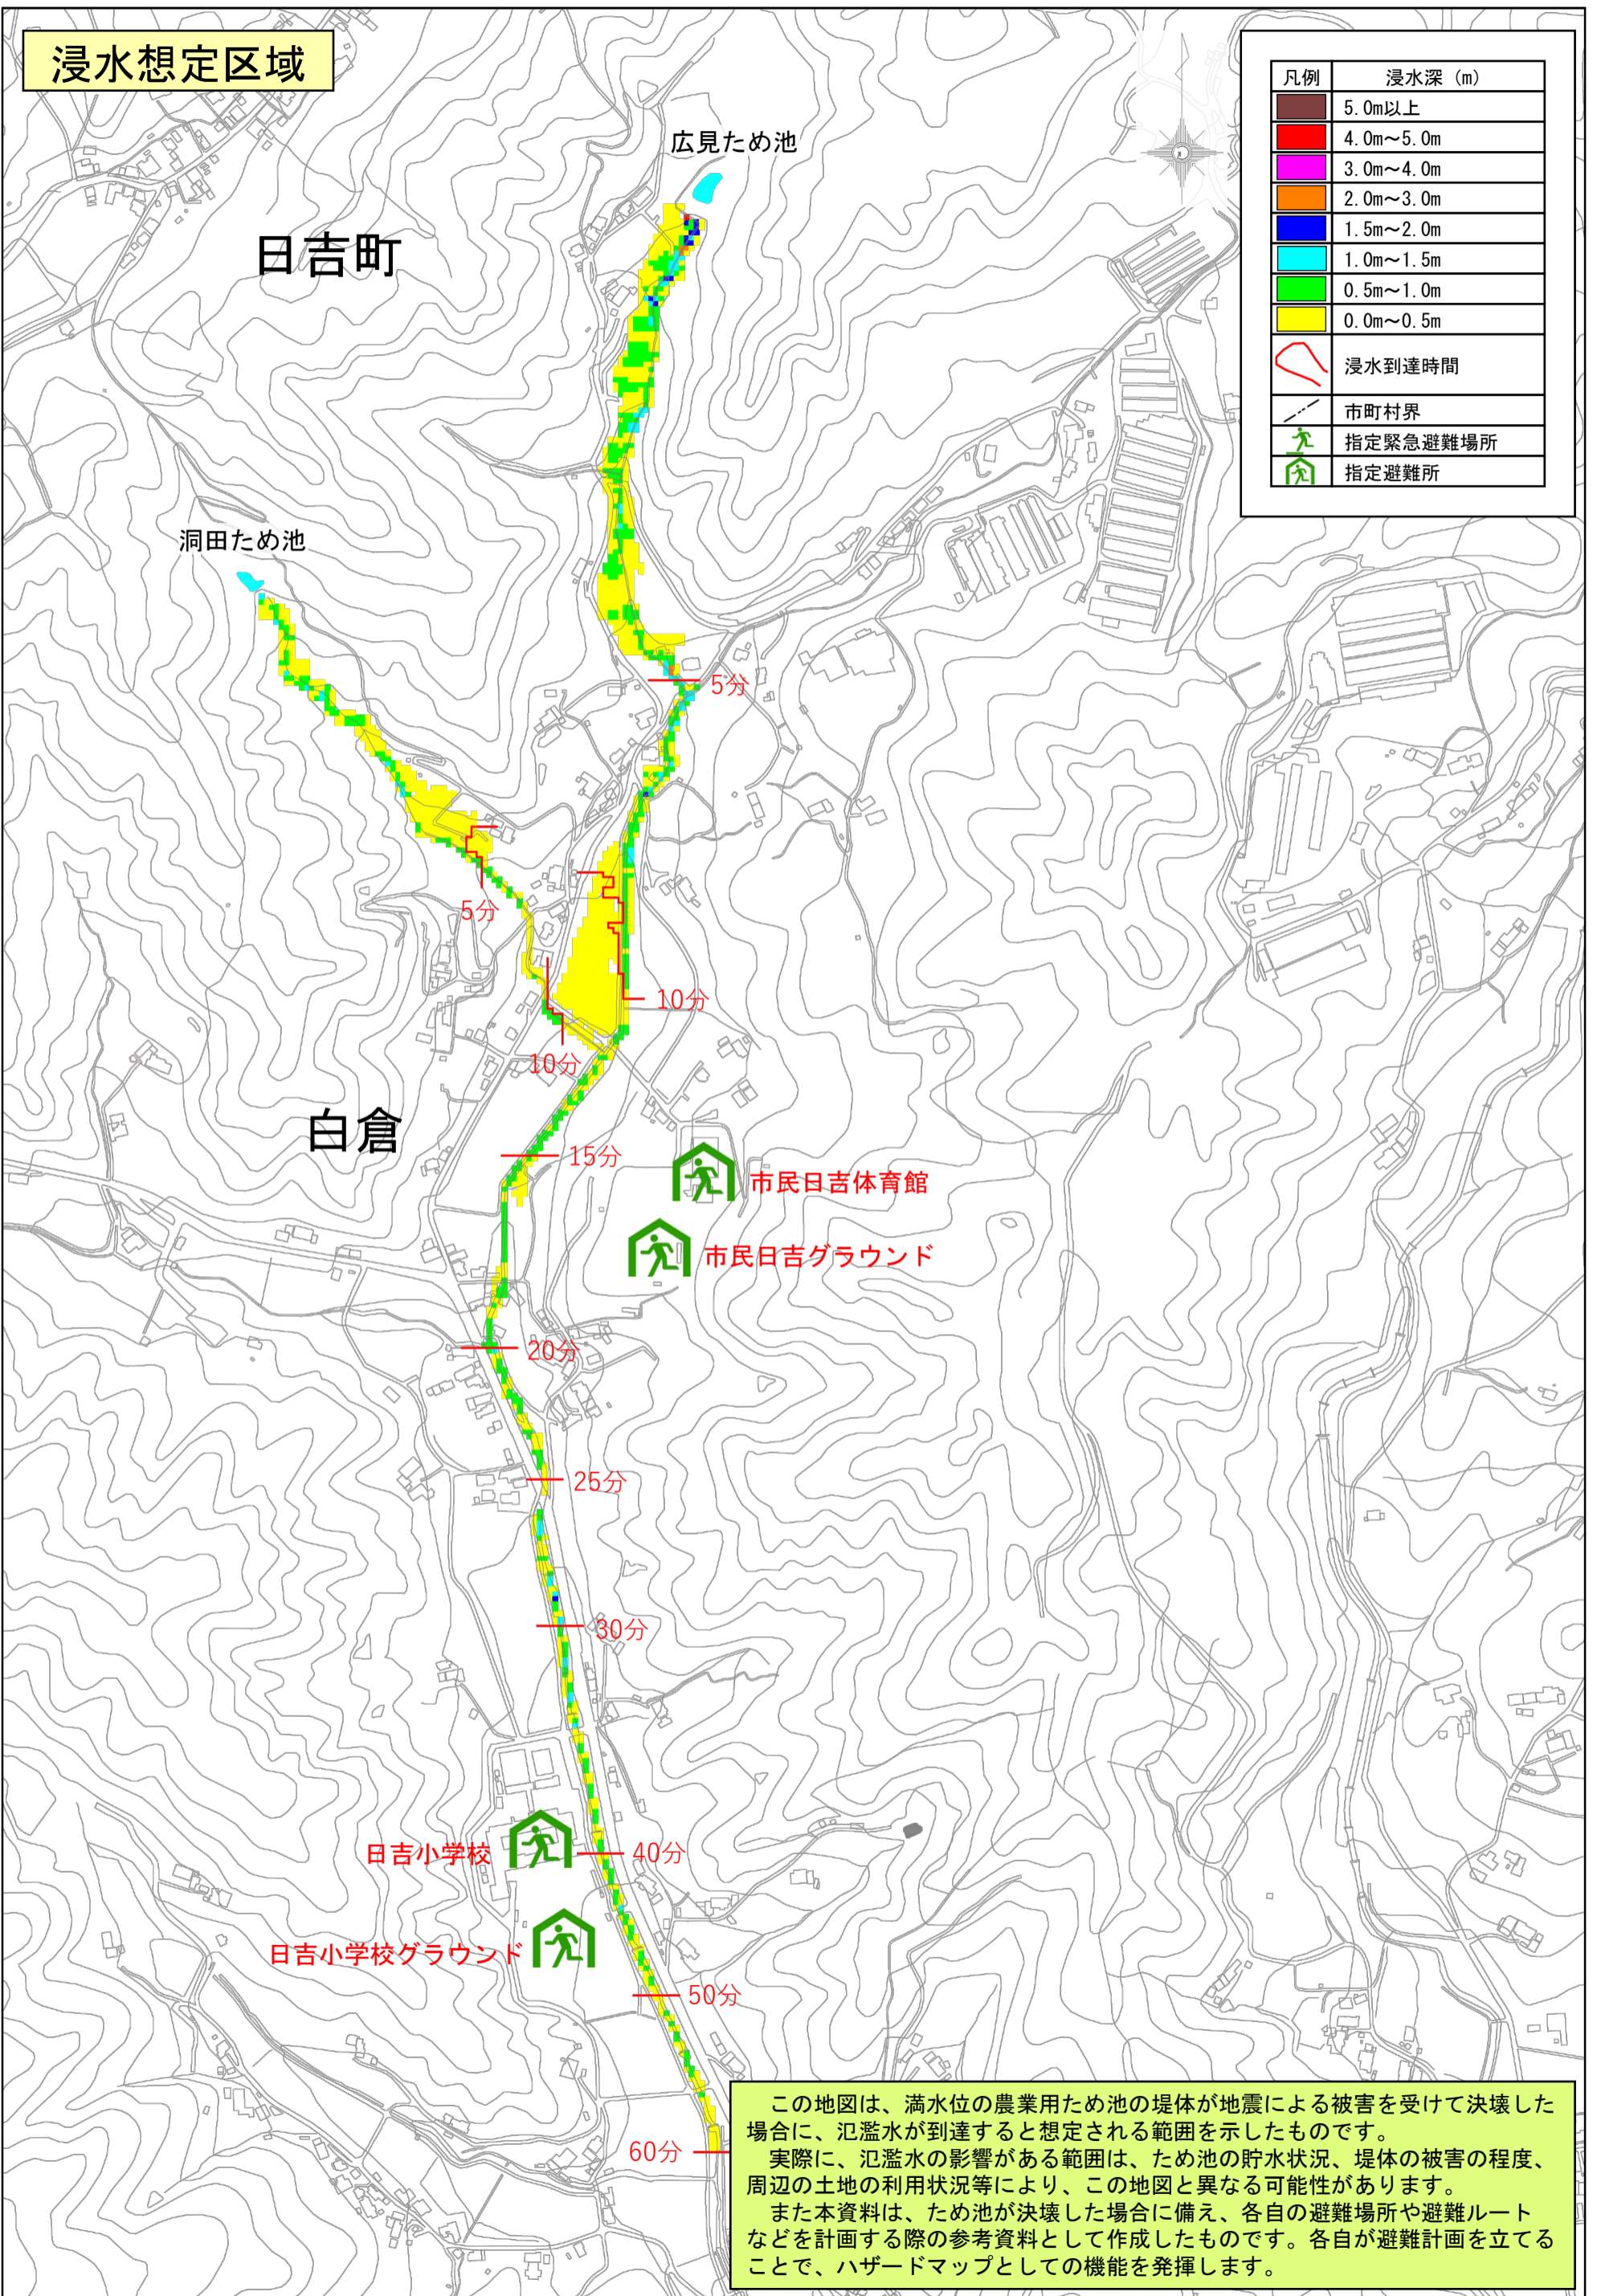 浸水想定区域
凡例 浸水深（m）
5.0m以上
4.0m～5.0m
3.0m～4.0m
2.0m～3.0m
1.5m～2.0m
1.0m～1.5m
0.5m～1.0m
0.0m～0.5m
浸水到達時間
市町村界
指定緊急避難場所
指定避難所
広見ため池
日吉町
洞田ため池
5分
5分
10分
10分
白倉
15分
市民日吉体育館
市民日吉グラウンド
20分
25分
30分
日吉小学校
40分
日吉小学校グラウンド
50分
60分
この地図は、満水位の農業用ため池の堤体が地震による被害を受けて決壊した
場合に、氾濫水が到達すると想定される範囲を示したものです。
実際に、氾濫水の影響がある範囲は、ため池の貯水状況、堤体の被害の程度、
周辺の土地の利用状況等により、この地図と異なる可能性があります。
また本資料は、ため池が決壊した場合に備え、各自の避難場所や避難ルート
などを計画する際の参考資料として作成したものです。各自が避難計画を立てる
ことで、ハザードマップとしての機能を発揮します。